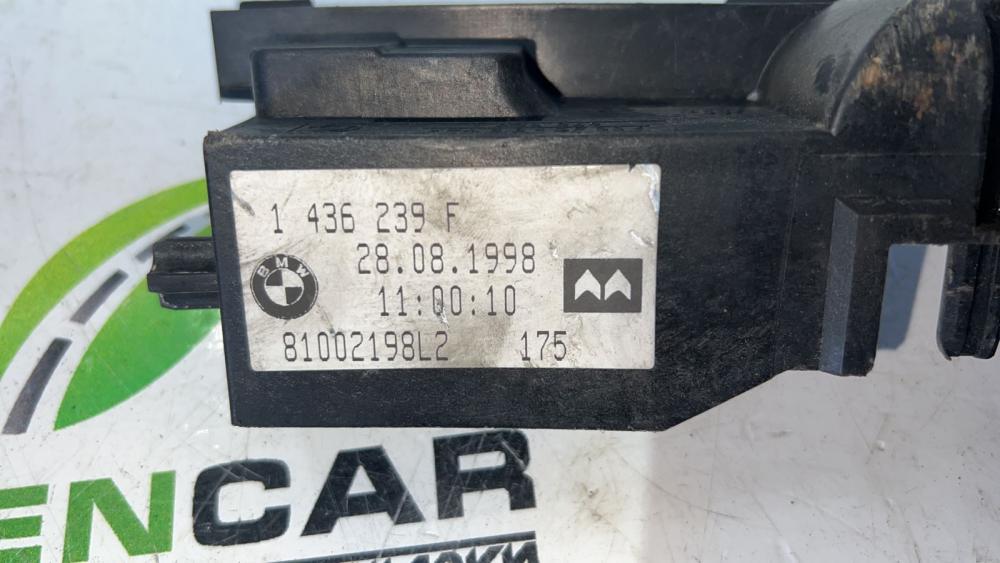 1 436 239 F
28.08.1998
BMW
11:00:10
81002198L2 175
ENCAR